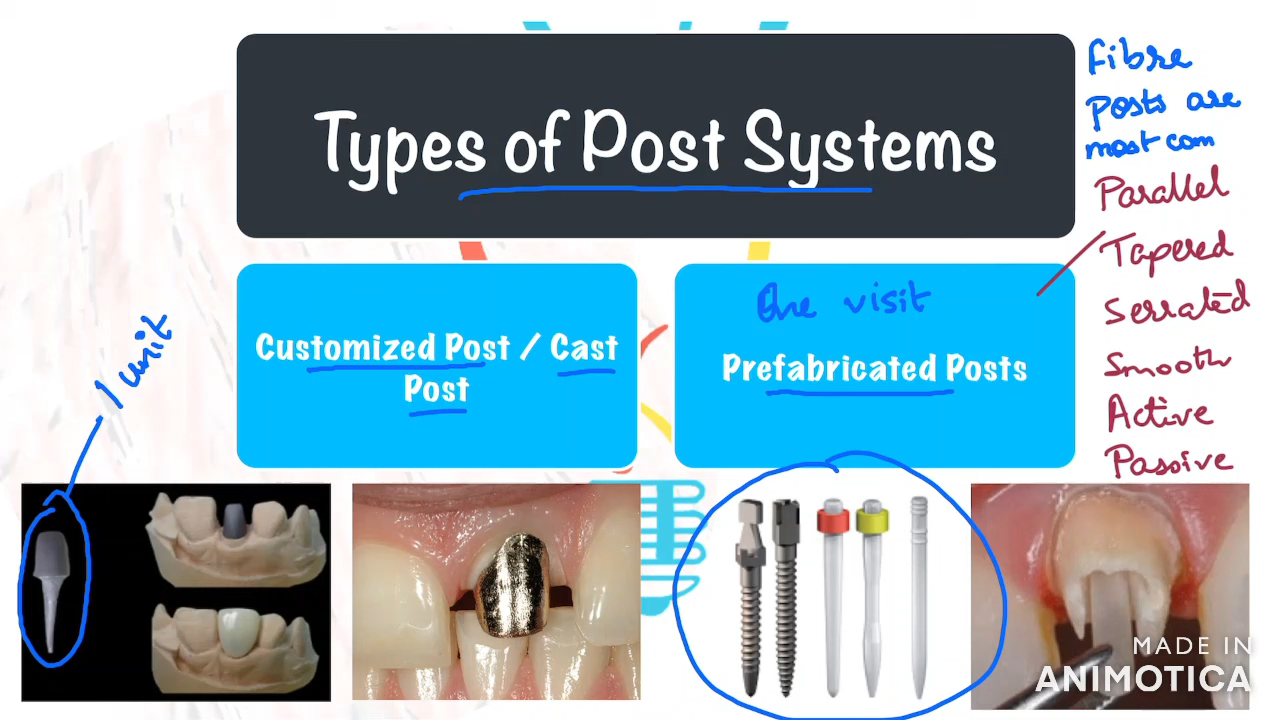 Types of Post Systems
Fibre
Posts are
most com
Parallel
Tapered
Serrated
Smooth
Active
Passive
1 unit
Customized Post / Cast
Post
One visit
Prefabricated Posts
MADE IN
ANIMOTICA